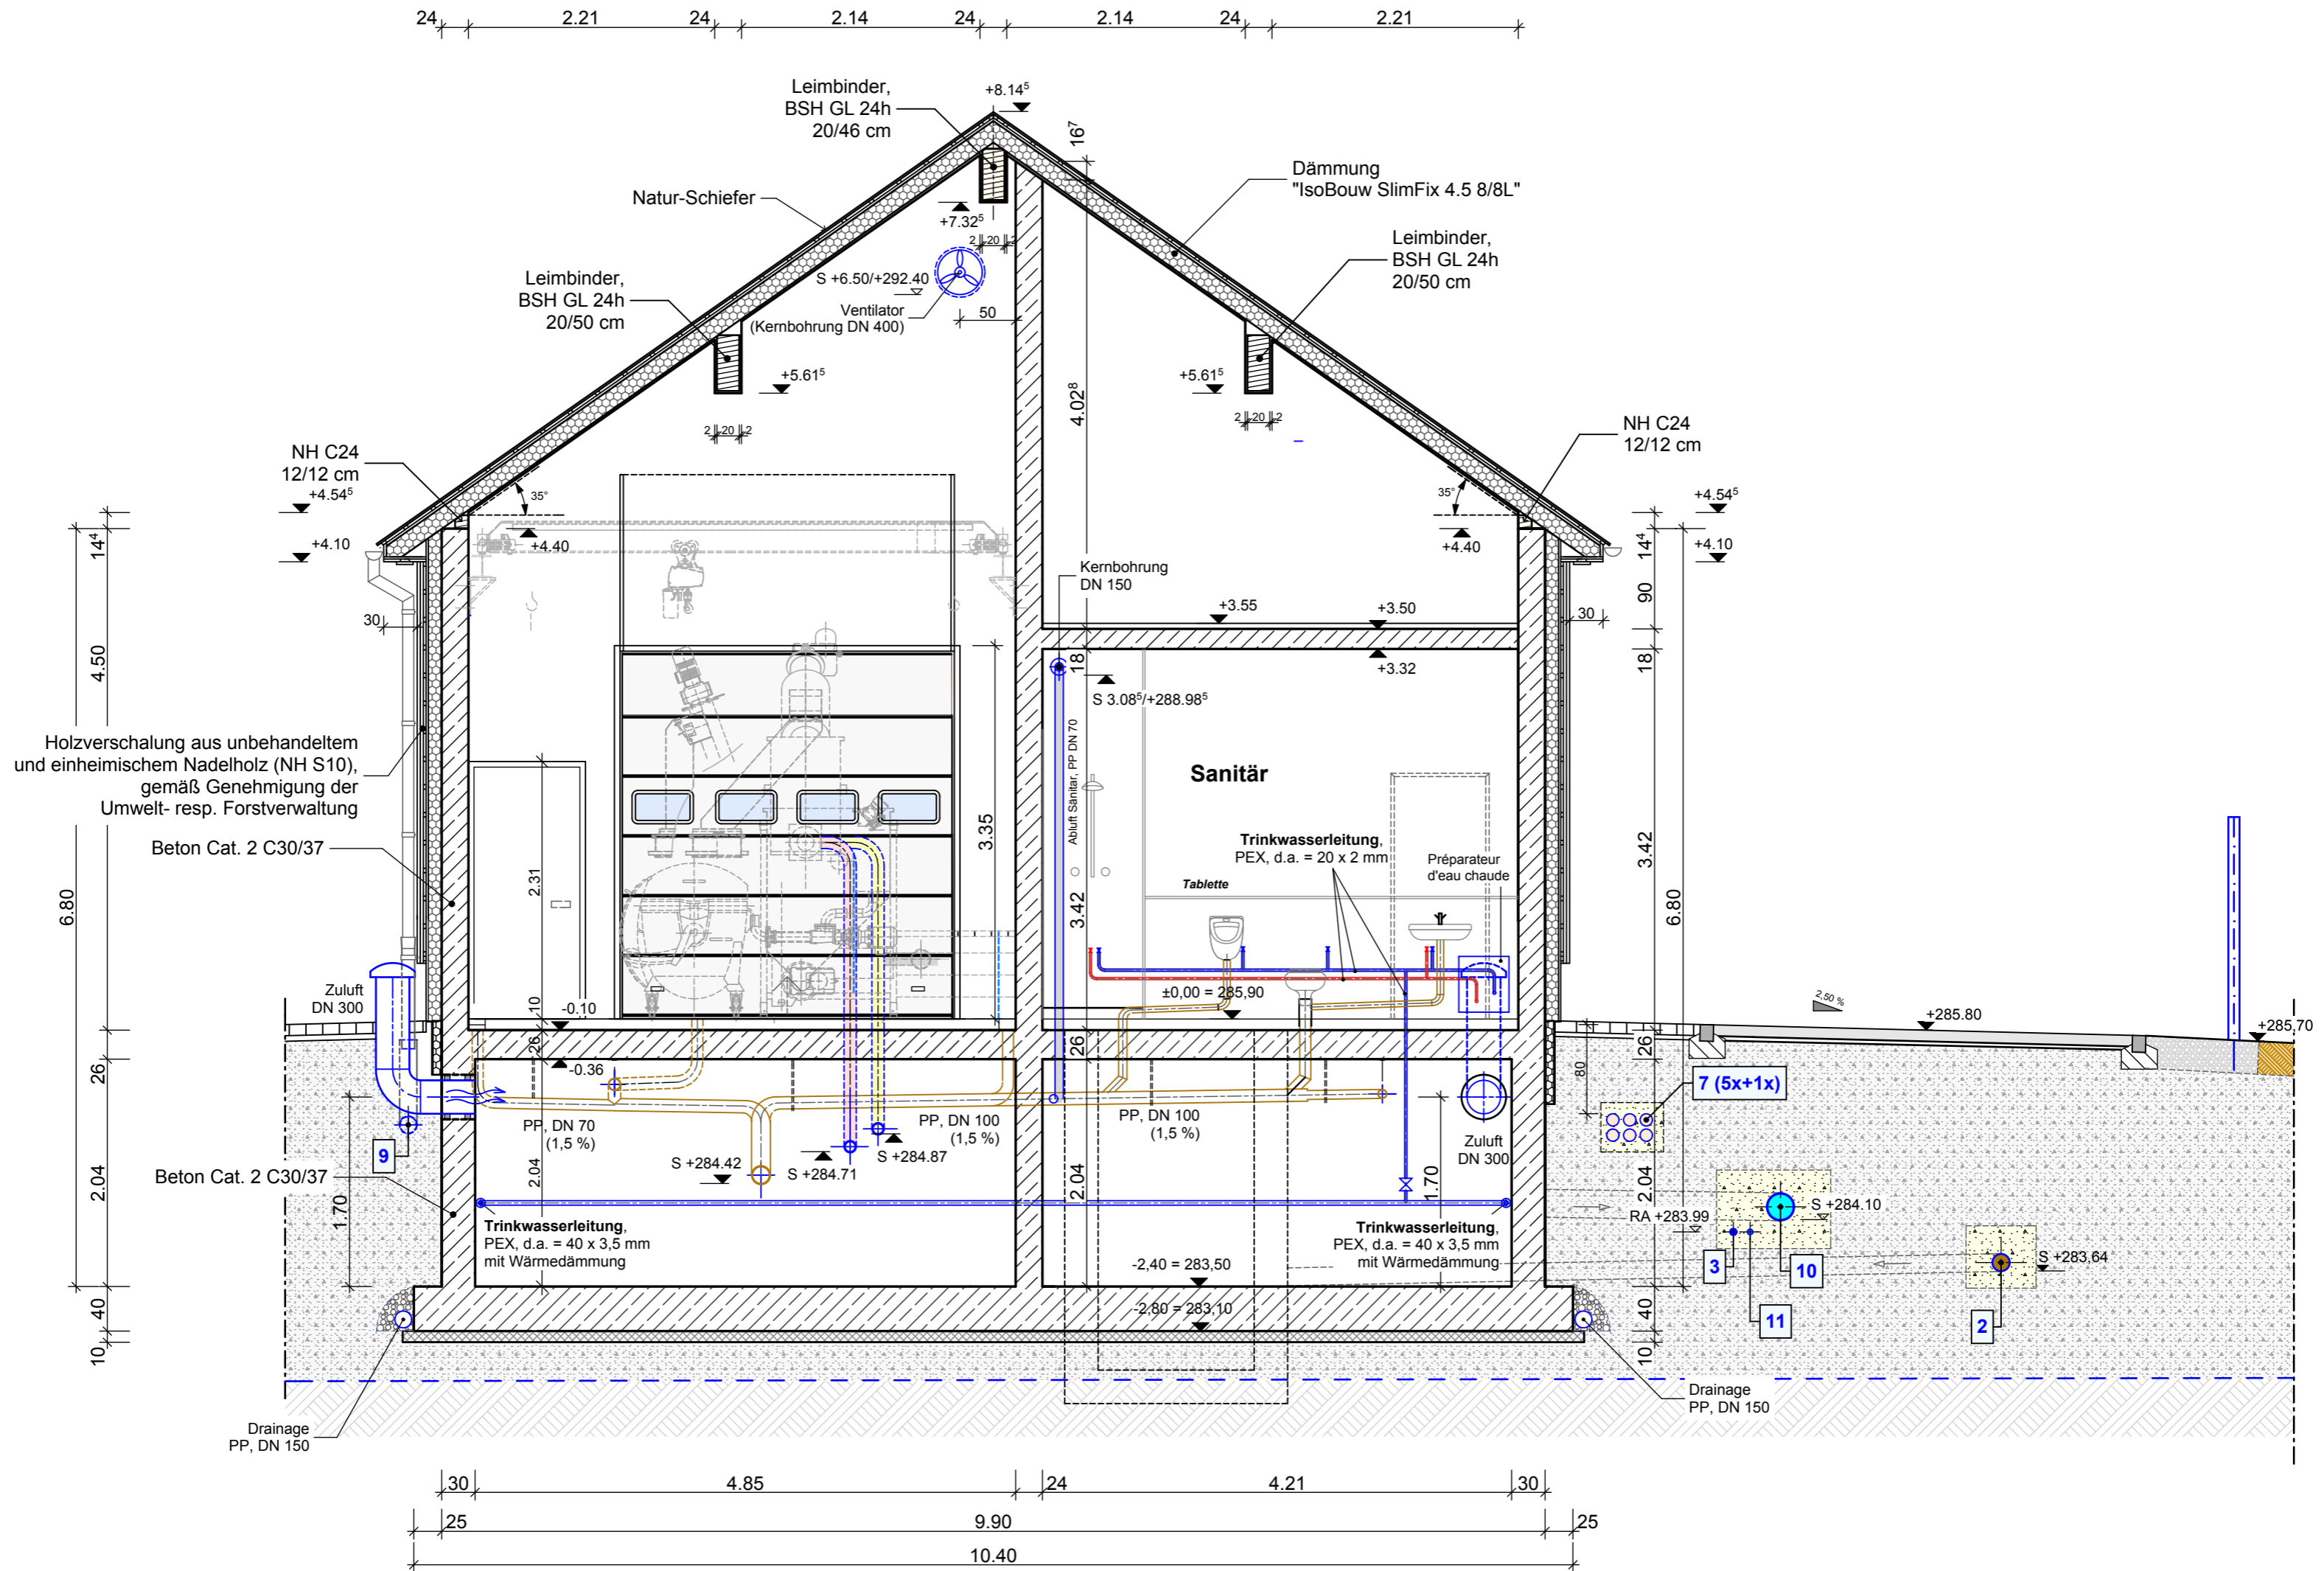 24 2.21 24 2.14 24 2.14 24 2.21
Leimbinder,
BSH GL 24h
20/46 cm
+8.14⁵
16⁷
Natur-Schiefer
Dämmung
"IsoBouw SlimFix 4.5 8/8L"
+7.32⁵
2 20 2
Leimbinder,
BSH GL 24h
20/50 cm
S +6.50/+292.40
Ventilator
(Kernbohrung DN 400)
50
Leimbinder,
BSH GL 24h
20/50 cm
+5.61⁵
+5.61⁵
4.02⁸
2 20 2
2 20 2
NH C24
12/12 cm
NH C24
12/12 cm
+4.54⁵
35°
35°
+4.54⁵
+4.10
+4.40
+4.40
+4.10
14⁴
14⁴
Kernbohrung
DN 150
90
30
+3.55
+3.50
30
4.50
18
+3.32
18
S 3.08⁵/+288.98⁵
Holzverschalung aus unbehandeltem
und einheimischem Nadelholz (NH S10),
gemäß Genehmigung der
Umwelt- resp. Forstverwaltung
Abluft Sanitar, PP DN 70
Sanitär
Beton Cat. 2 C30/37
3.35
Trinkwasserleitung,
PEX, d.a. = 20 x 2 mm
Préparateur
d'eau chaude
3.42
6.80
2.31
Tablette
3.42
6.80
Zuluft
DN 300
10
-0.10
±0,00 = 285,90
2,50 %
+285.80
+285,70
26
26
-0.36
26
26
80
7 (5x+1x)
PP, DN 70
(1,5 %)
PP, DN 100
(1,5 %)
PP, DN 100
(1,5 %)
Zuluft
DN 300
9
S +284.42
S +284.71
S +284.87
Beton Cat. 2 C30/37
2.04
1.70
2.04
2.04
1.70
2.04
RA +283.99
S +284.10
Trinkwasserleitung,
PEX, d.a. = 40 x 3,5 mm
mit Wärmedämmung
Trinkwasserleitung,
PEX, d.a. = 40 x 3,5 mm
mit Wärmedämmung
-2,40 = 283,50
3
10
S +283,64
40
-2,80 = 283,10
40
11
2
10
10
Drainage
PP, DN 150
Drainage
PP, DN 150
30 4.85 24 4.21 30
25 9.90 25
10.40